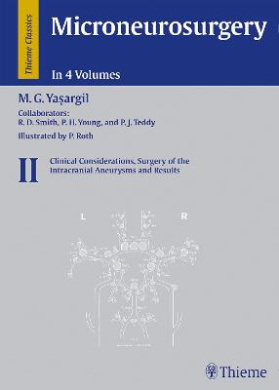 Thieme Classics
Microneurosurgery
In 4 Volumes
M. G. Yaşargil
Collaborators:
R. D. Smith, P. H. Young, and P. J. Teddy
Illustrated by P. Roth
II
Clinical Considerations, Surgery of the
Intracranial Aneurysms and Results
L R
Thieme